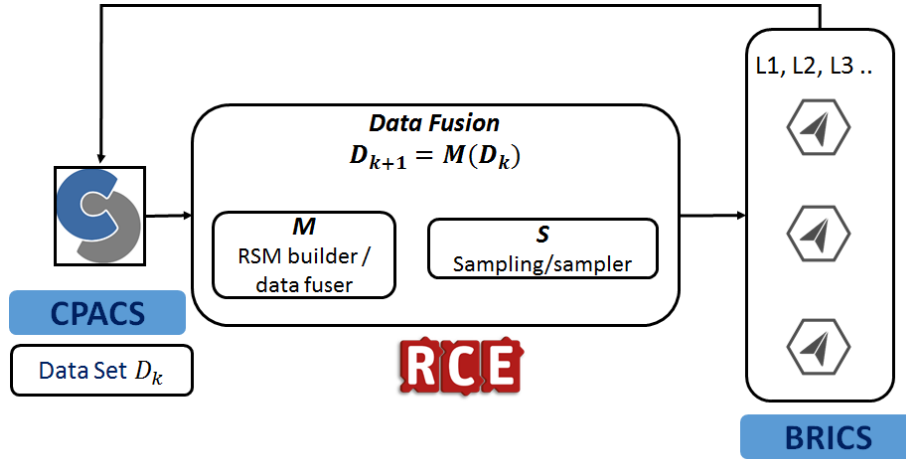 L1, L2, L3 ..
Data Fusion
D_{k+1} = M(D_k)
M
RSM builder /
data fuser
S
Sampling/sampler
CPACS
Data Set D_k
RCE
BRICS